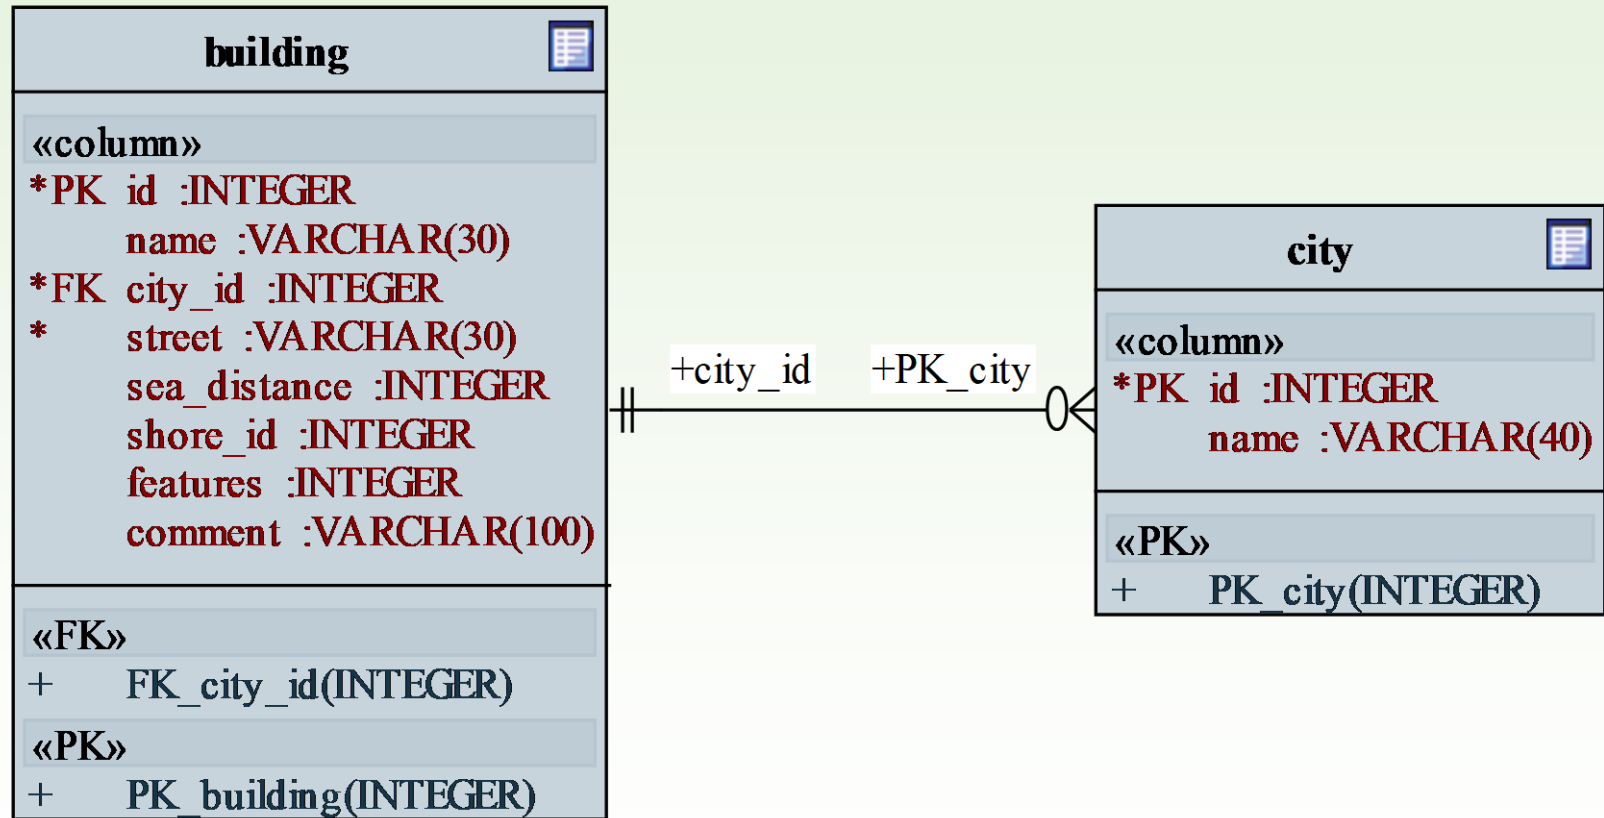 building
«column»
*PK id :INTEGER
name :VARCHAR(30)
*FK city_id :INTEGER
* street :VARCHAR(30)
sea_distance :INTEGER
shore_id :INTEGER
features :INTEGER
comment :VARCHAR(100)
«FK»
+ FK_city_id(INTEGER)
«PK»
+ PK_building(INTEGER)
+city_id
+PK_city
city
«column»
*PK id :INTEGER
name :VARCHAR(40)
«PK»
+ PK_city(INTEGER)